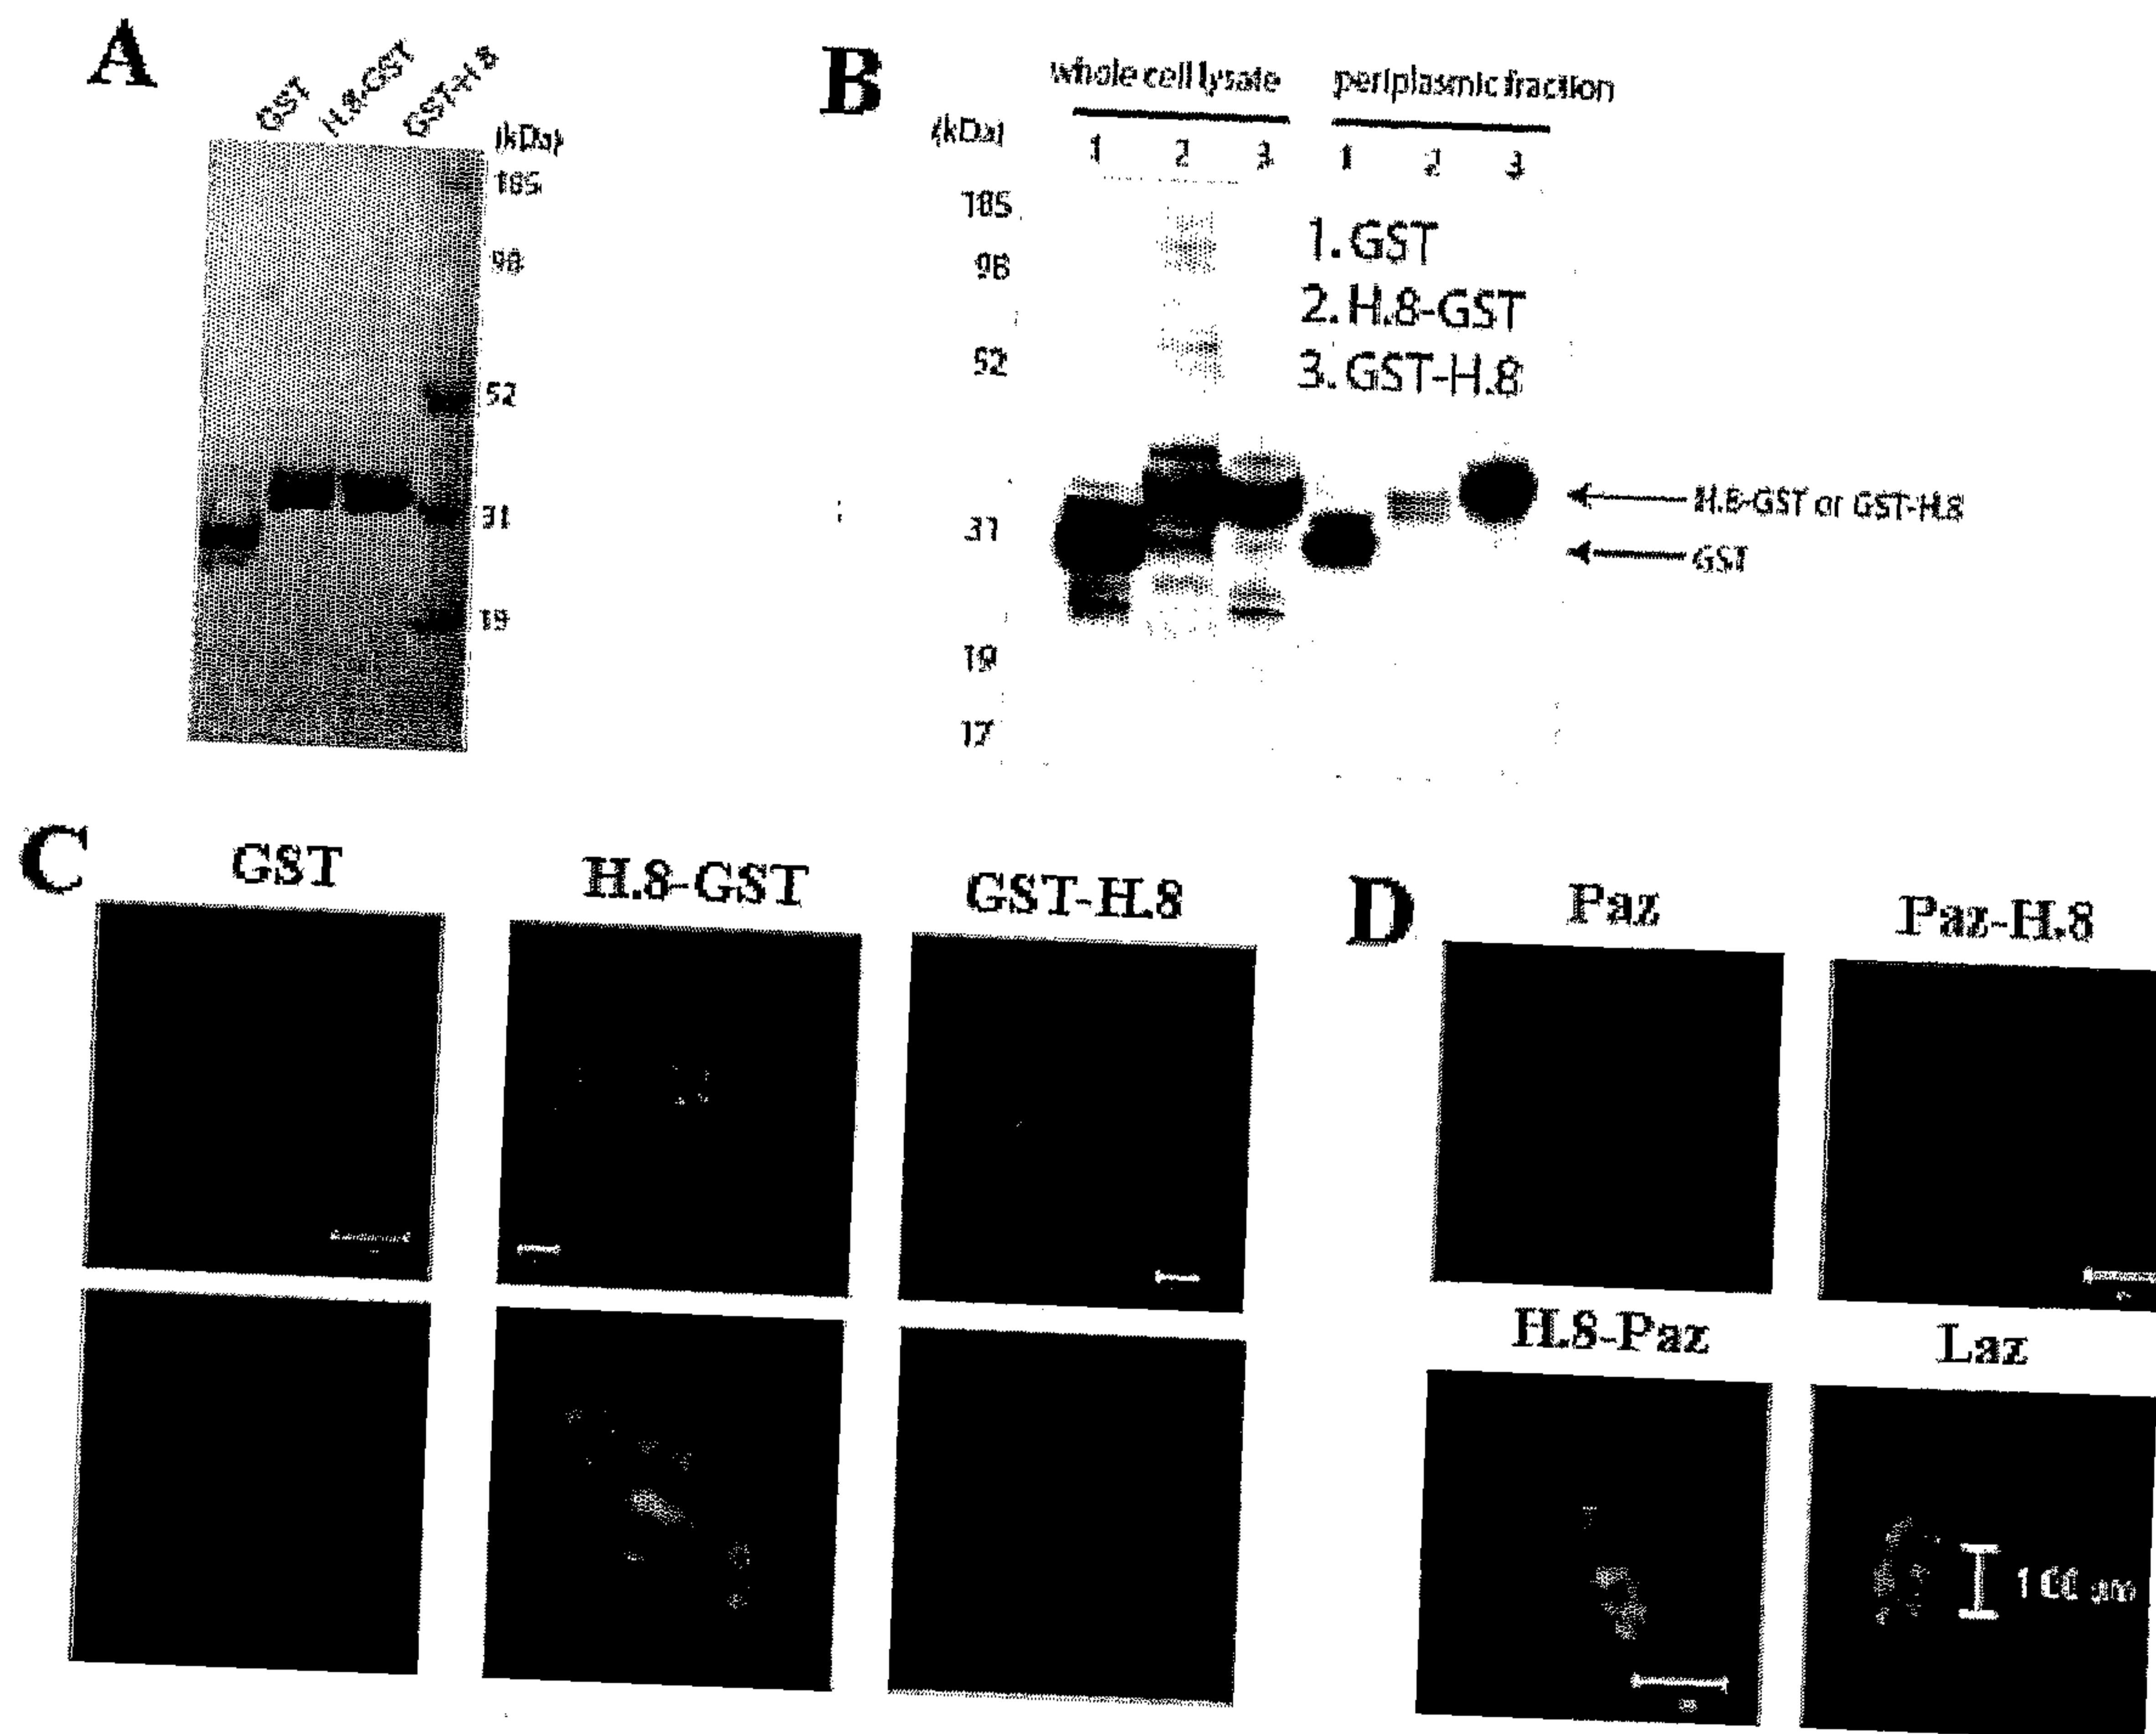 A
GST H.8-GST GST-H.8
(kDa)
185
98
52
31
19
B
whole cell lysate periplasmic fraction
(kDa) 1 2 3 1 2 3
185
98
52
31
19
17
1. GST
2. H.8-GST
3. GST-H.8
H.8-GST or GST-H.8
GST
C
GST H.8-GST GST-H.8
D
Paz Paz-H.8
H.8-Paz Laz